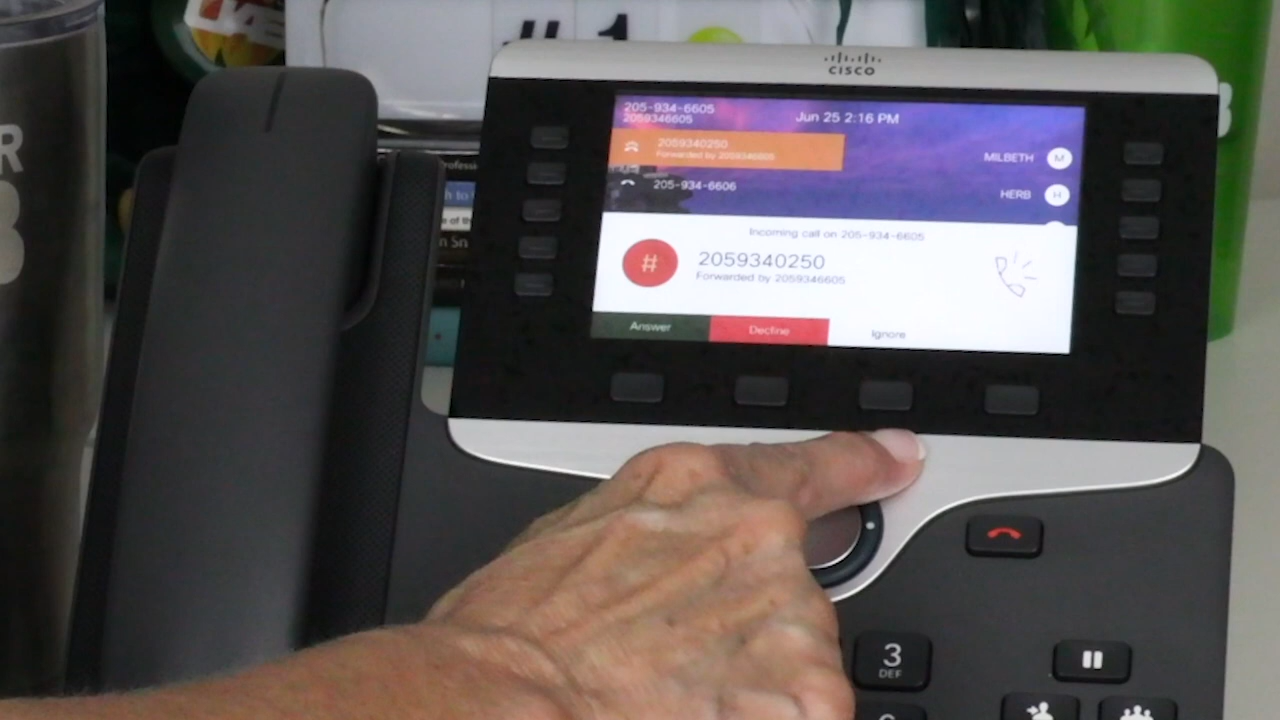 #1
CISCO
205-934-6605
2059346605
Jun 25 2:16 PM
2059340250
Forwarded by 2059346605
MILBETH
M
205-934-6606
HERB
H
Incoming call on 205-934-6605
#
2059340250
Forwarded by 2059346605
Answer
Decline
Ignore
3
DEF
R